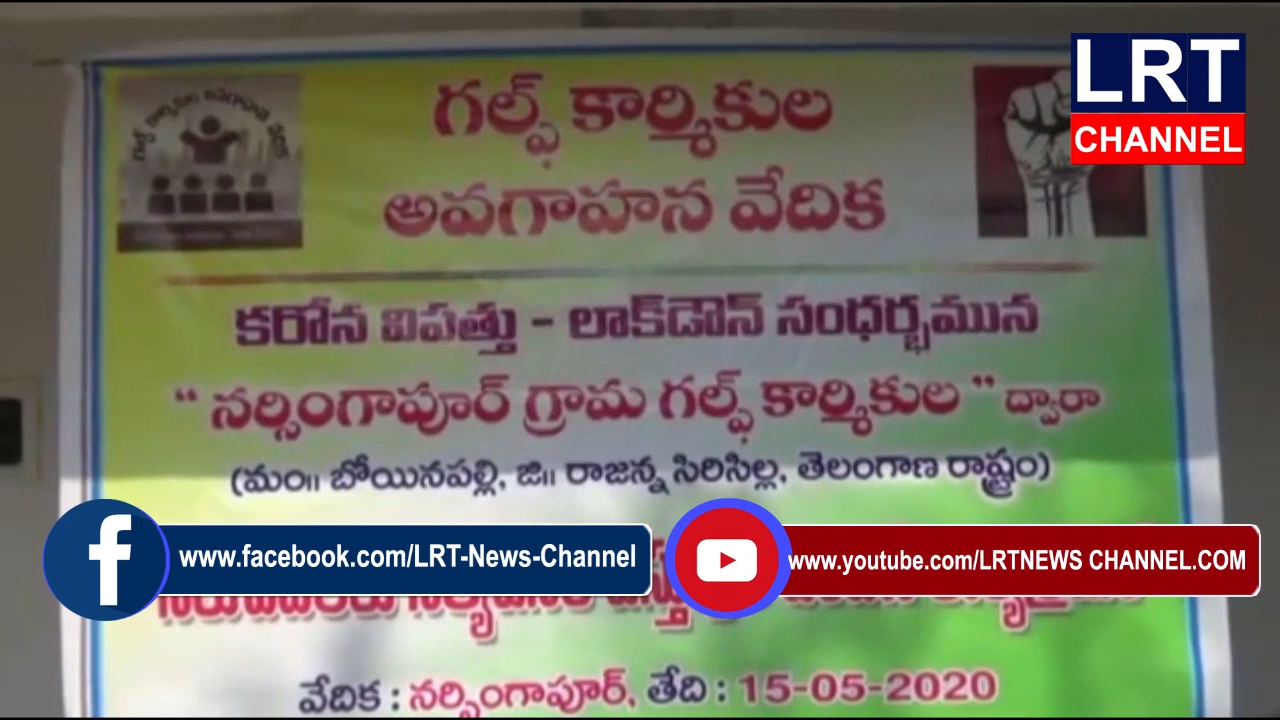 LRT
CHANNEL
గల్ఫ్ కార్మికుల
అవగాహన వేదిక
కరోన విపత్తు - లాక్‌డౌన్ సంధర్భమున
" నర్సింగాపూర్ గ్రామ గల్ఫ్ కార్మికుల " ద్వారా
(మం॥ బోయినపల్లి, జి॥ రాజన్న సిరిసిల్ల, తెలంగాణ రాష్ట్రం)
www.facebook.com/LRT-News-Channel
www.youtube.com/LRTNEWS CHANNEL.COM
వేదిక : నర్సింగాపూర్, తేది : 15-05-2020